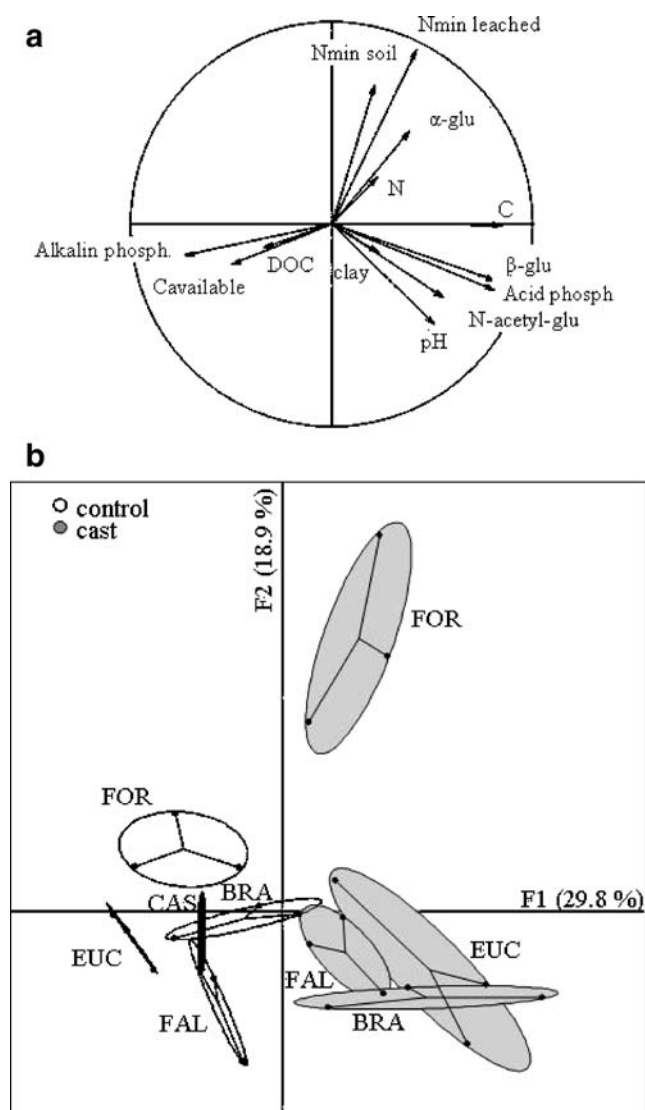 a
Nmin leached
Nmin soil
α-glu
N
C
Alkalin phosph.
DOC
clay
β-glu
Cavailable
Acid phosph
N-acetyl-glu
pH
b
control
cast
F2 (18.9 %)
FOR
FOR
CAS
BRA
F1 (29.8 %)
EUC
EUC
FAL
FAL
BRA